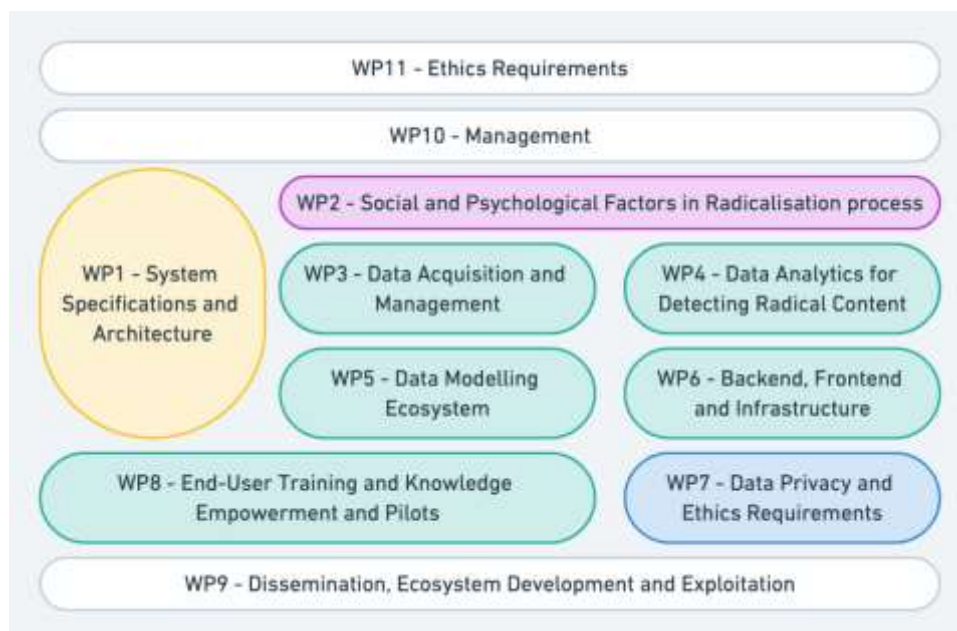 WP11 - Ethics Requirements
WP10 - Management
WP2 - Social and Psychological Factors in Radicalisation process
WP1 - System
Specifications and
Architecture
WP3 - Data Acquisition and
Management
WP4 - Data Analytics for
Detecting Radical Content
WP5 - Data Modelling
Ecosystem
WP6 - Backend, Frontend
and Infrastructure
WP8 - End-User Training and Knowledge
Empowerment and Pilots
WP7 - Data Privacy and
Ethics Requirements
WP9 - Dissemination, Ecosystem Development and Exploitation